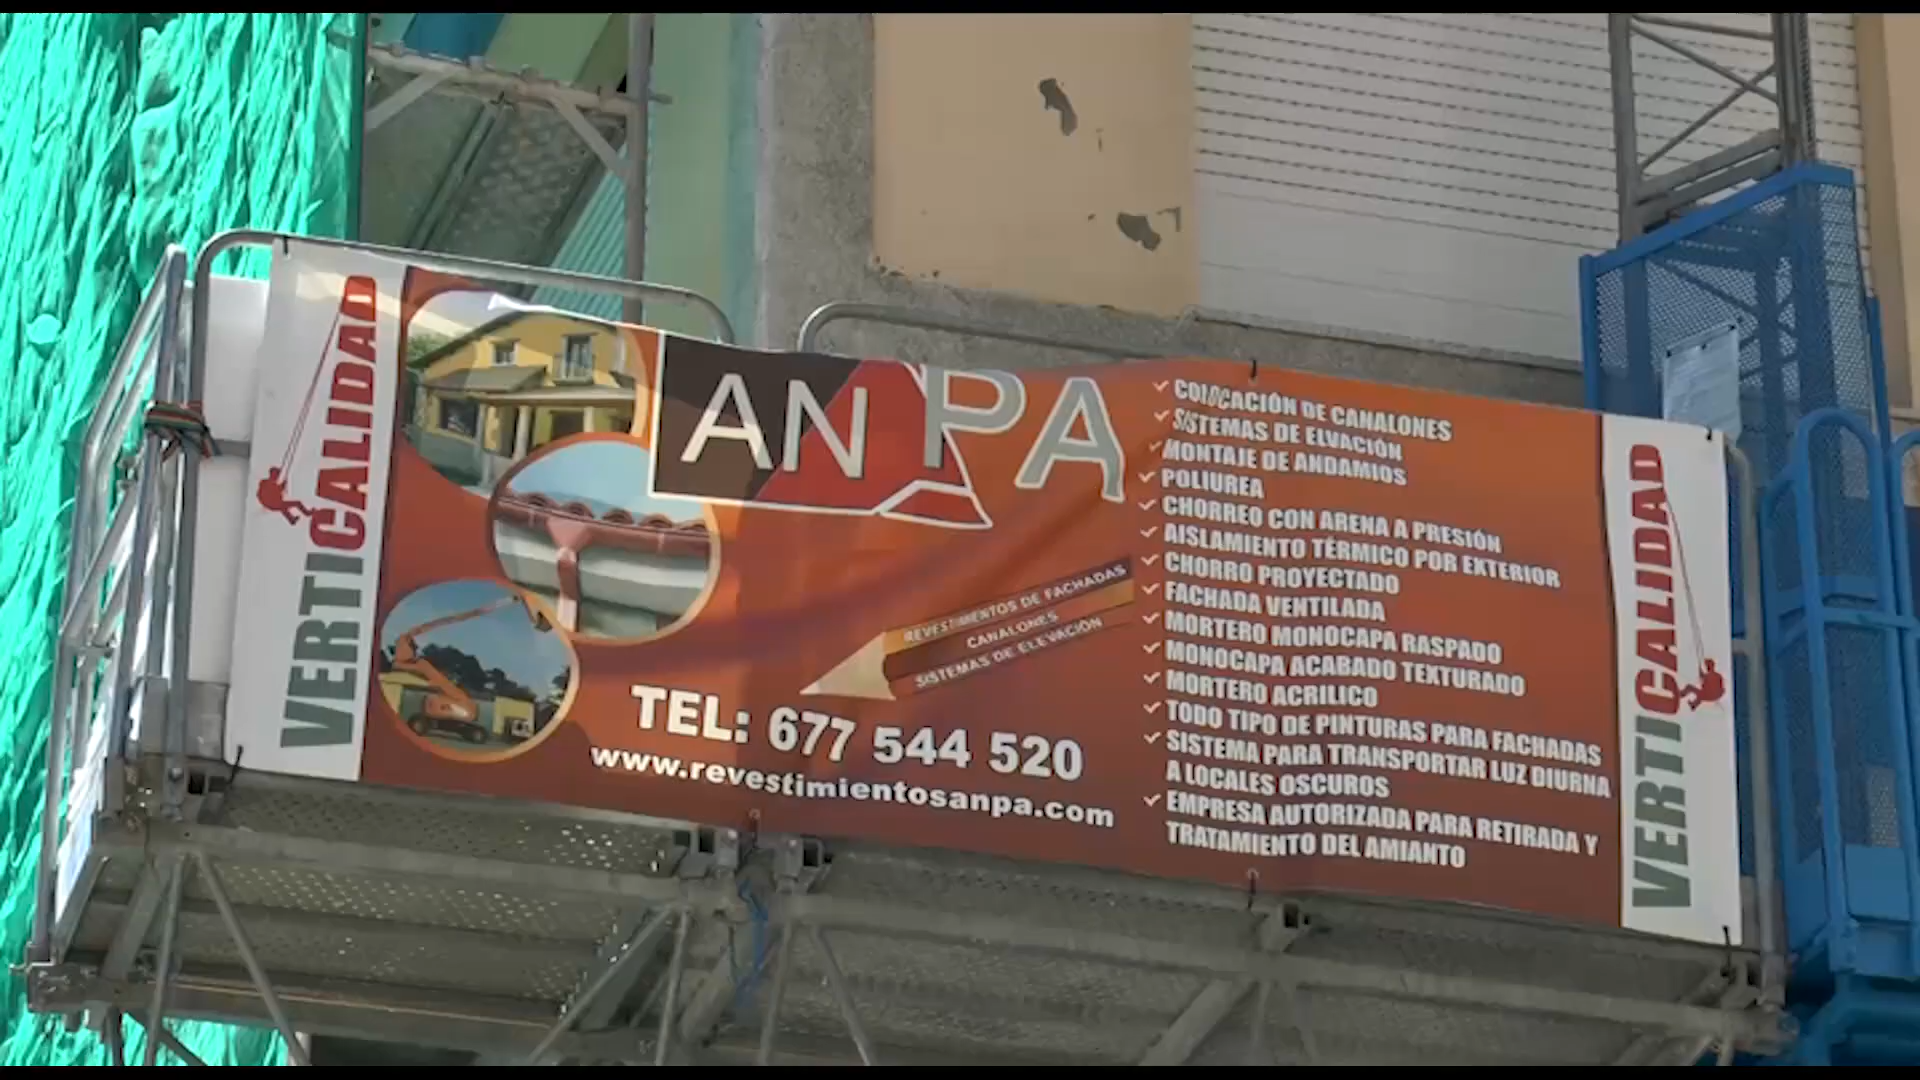 VERTICALIDAD
ANPA
REVESTIMIENTOS DE FACHADAS
CANALONES
SISTEMAS DE ELEVACIÓN
TEL: 677 544 520
www.revestimientosanpa.com
COLOCACIÓN DE CANALONES
SISTEMAS DE ELVACIÓN
MONTAJE DE ANDAMIOS
POLIUREA
CHORREO CON ARENA A PRESIÓN
AISLAMIENTO TÉRMICO POR EXTERIOR
CHORRO PROYECTADO
FACHADA VENTILADA
MORTERO MONOCAPA RASPADO
MONOCAPA ACABADO TEXTURADO
MORTERO ACRILICO
TODO TIPO DE PINTURAS PARA FACHADAS
SISTEMA PARA TRANSPORTAR LUZ DIURNA
A LOCALES OSCUROS
EMPRESA AUTORIZADA PARA RETIRADA Y
TRATAMIENTO DEL AMIANTO
VERTICALIDAD